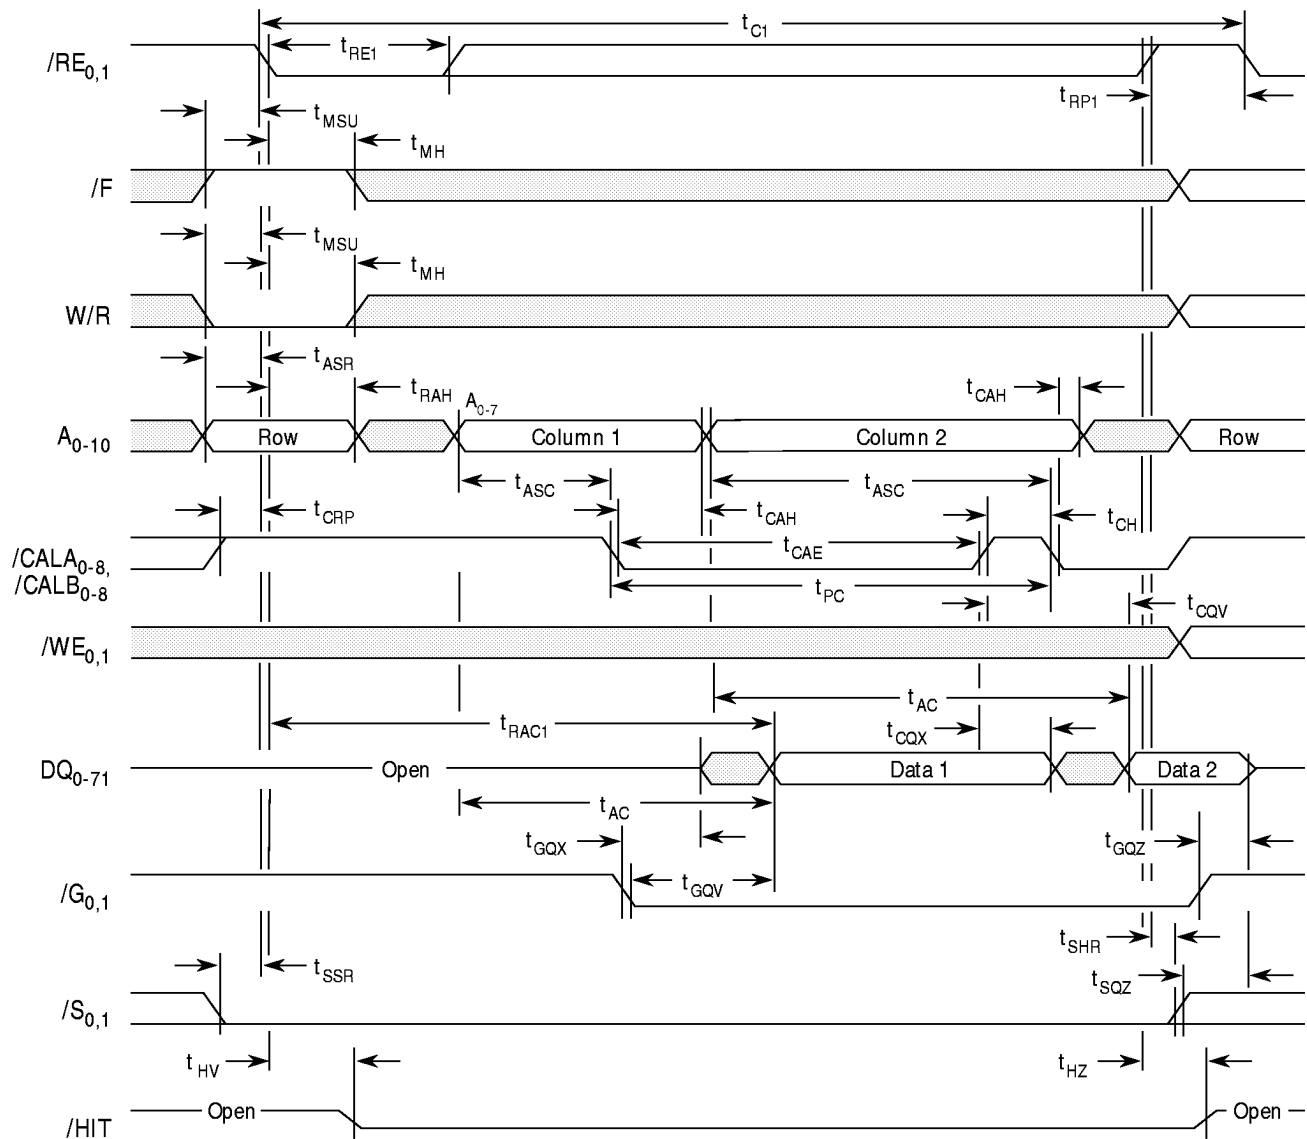 tC1
/RE0,1
tRE1
tRP1
tMSU
tMH
/F
tMSU
tMH
W/R
tASR
tRAH
A0-7
tCAH
A0-10
Row
Column 1
Column 2
Row
tASC
tASC
tCRP
tCAH
tCH
/CALA0-8,
/CALB0-8
tCAE
tPC
tCQV
/WE0,1
tAC
tRAC1
tCQX
DQ0-71
Open
Data 1
Data 2
tAC
tGQX
tGQZ
tGQV
/G0,1
tSHR
tSSR
tSQZ
/S0,1
tHV
tHZ
/HIT
Open
Open